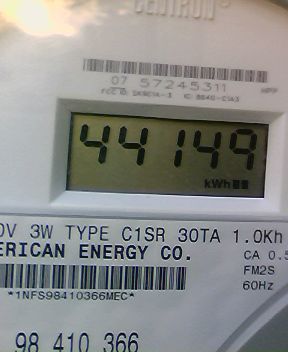 CENTRON
07 57245311
44149
kWh
0V 3W TYPE C1SR 30TA 1.0Kh
ERICAN ENERGY CO.
CA 0.5
FM2S
60Hz
*1NFS98410366MEC*
98 410 366